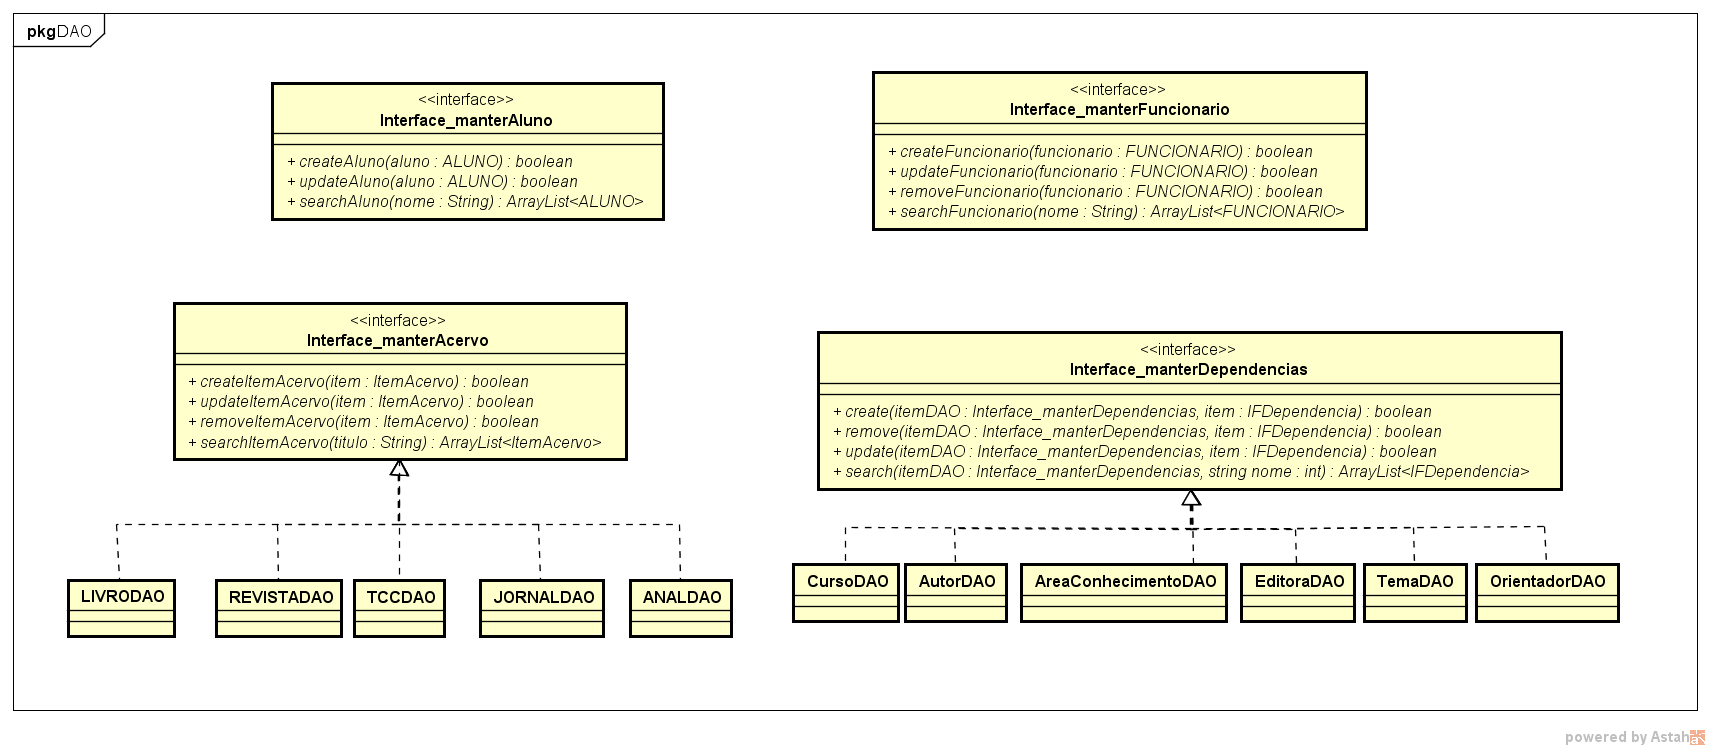 pkgDAO
<<interface>>
Interface_manterAluno
+ createAluno(aluno : ALUNO) : boolean
+ updateAluno(aluno : ALUNO) : boolean
+ searchAluno(nome : String) : ArrayList<ALUNO>
<<interface>>
Interface_manterFuncionario
+ createFuncionario(funcionario : FUNCIONARIO) : boolean
+ updateFuncionario(funcionario : FUNCIONARIO) : boolean
+ removeFuncionario(funcionario : FUNCIONARIO) : boolean
+ searchFuncionario(nome : String) : ArrayList<FUNCIONARIO>
<<interface>>
Interface_manterAcervo
+ createItemAcervo(item : ItemAcervo) : boolean
+ updateItemAcervo(item : ItemAcervo) : boolean
+ removeItemAcervo(item : ItemAcervo) : boolean
+ searchItemAcervo(titulo : String) : ArrayList<ItemAcervo>
<<interface>>
Interface_manterDependencias
+ create(itemDAO : Interface_manterDependencias, item : IFDependencia) : boolean
+ remove(itemDAO : Interface_manterDependencias, item : IFDependencia) : boolean
+ update(itemDAO : Interface_manterDependencias, item : IFDependencia) : boolean
+ search(itemDAO : Interface_manterDependencias, string nome : int) : ArrayList<IFDependencia>
LIVRODAO
REVISTADAO
TCCDAO
JORNALDAO
ANALDAO
CursoDAO
AutorDAO
AreaConhecimentoDAO
EditoraDAO
TemaDAO
OrientadorDAO
powered by Astah